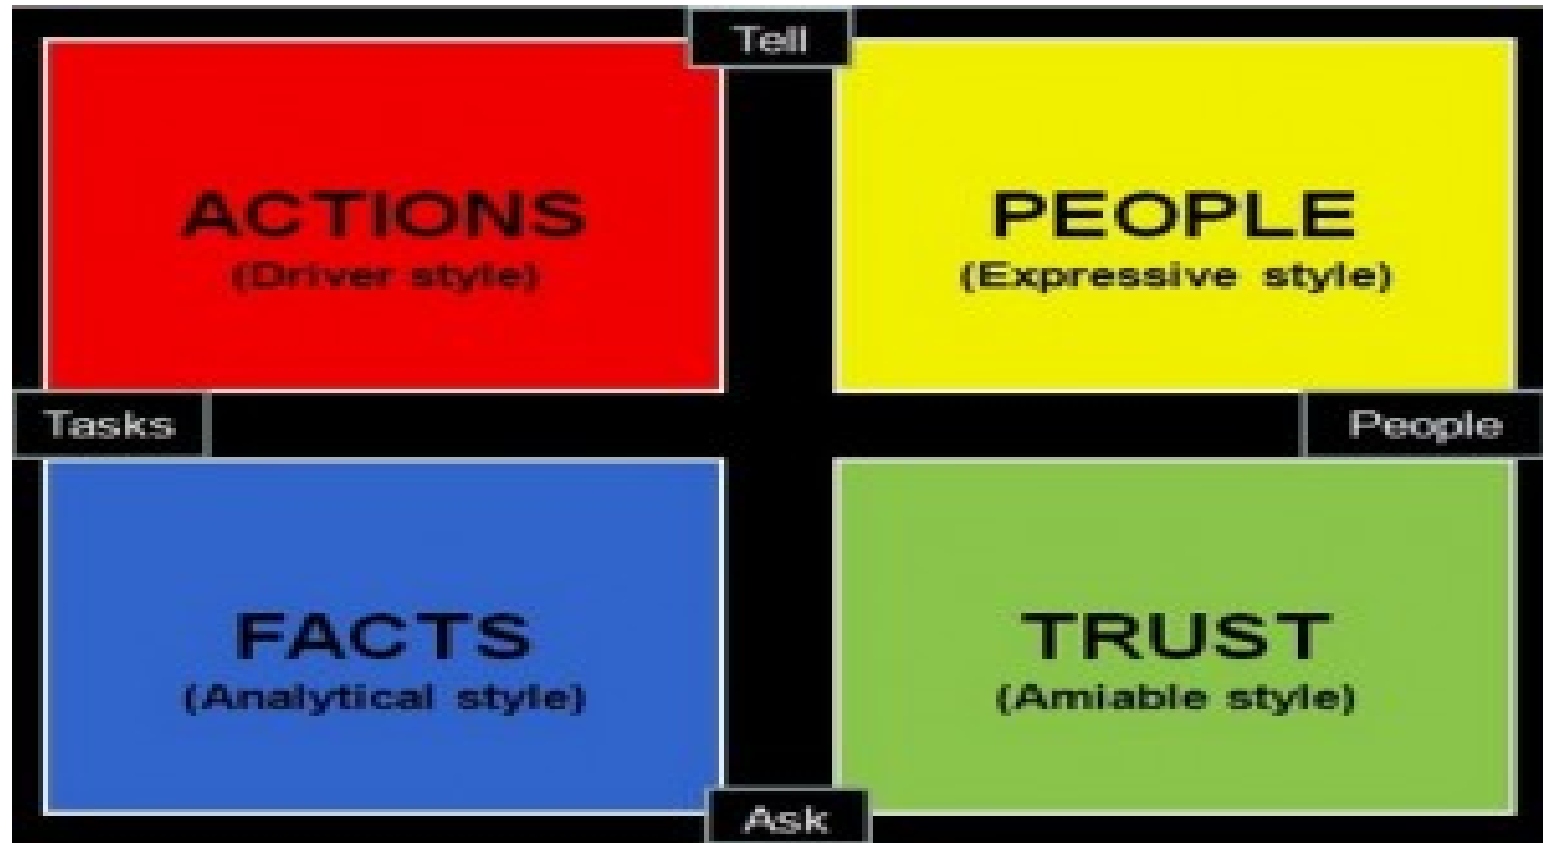 Tell
ACTIONS
(Driver style)
PEOPLE
(Expressive style)
Tasks
People
FACTS
(Analytical style)
TRUST
(Amiable style)
Ask